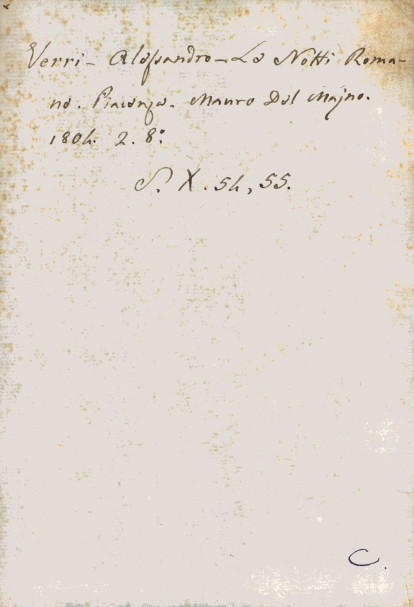 Verri - Alessandro - Le Notti Roma-
ne. Piacenza. Mauro Del Majno.
1804. 2. 8.°
S. X. 54, 55.
C.